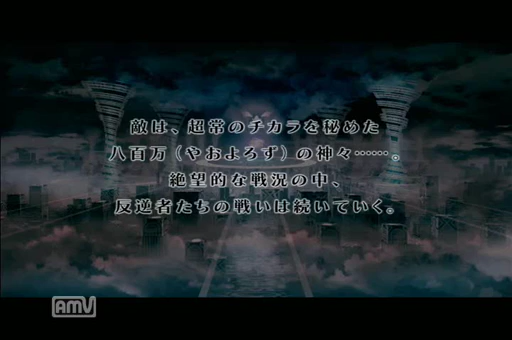 敵は、超常のチカラを秘めた
八百万（やおよろず）の神々……。
絶望的な戦況の中、
反逆者たちの戦いは続いていく。
AMV